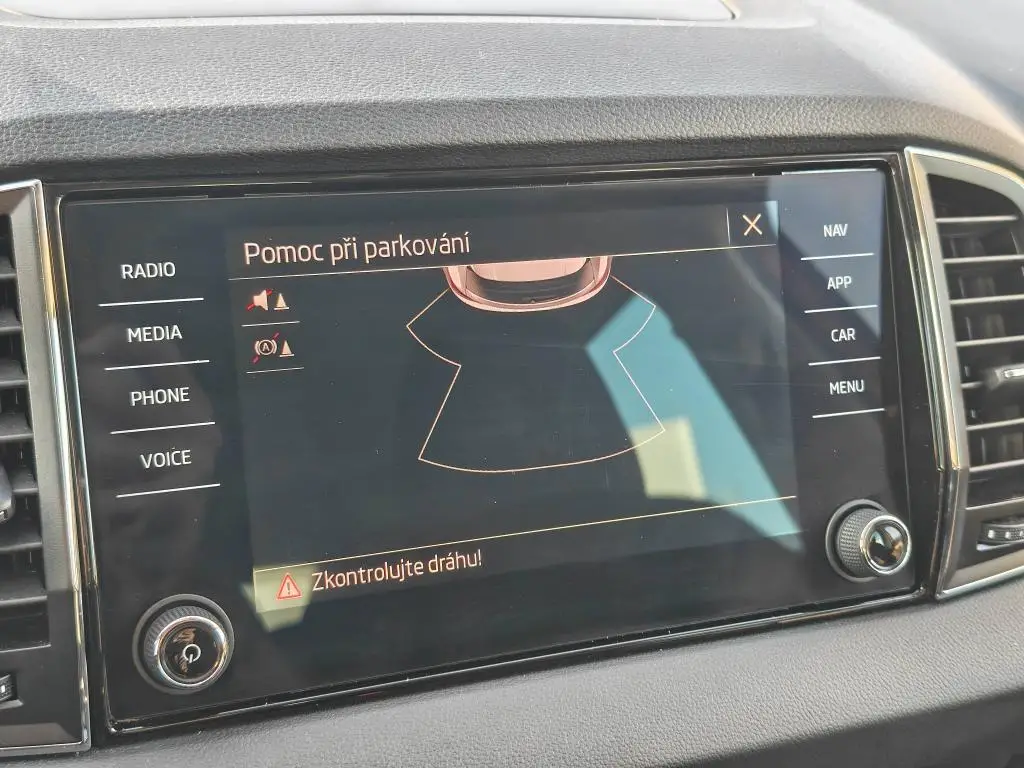 Pomoc při parkování
RADIO
MEDIA
PHONE
VOICE
A
Zkontrolujte dráhu!
NAV
APP
CAR
MENU